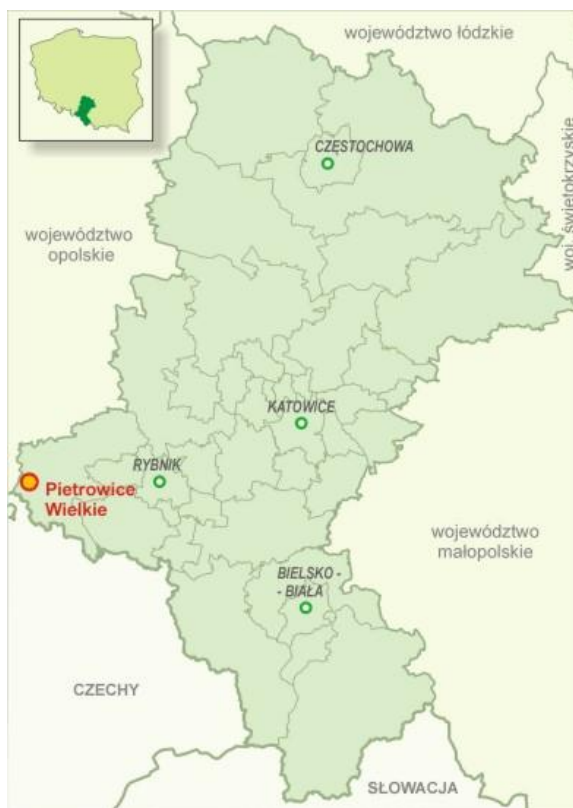 województwo łódzkie
CZĘSTOCHOWA
woj. świętokrzyskie
województwo
opolskie
KATOWICE
RYBNIK
Pietrowice
Wielkie
województwo
małopolskie
BIELSKO -
- BIAŁA
CZECHY
SŁOWACJA